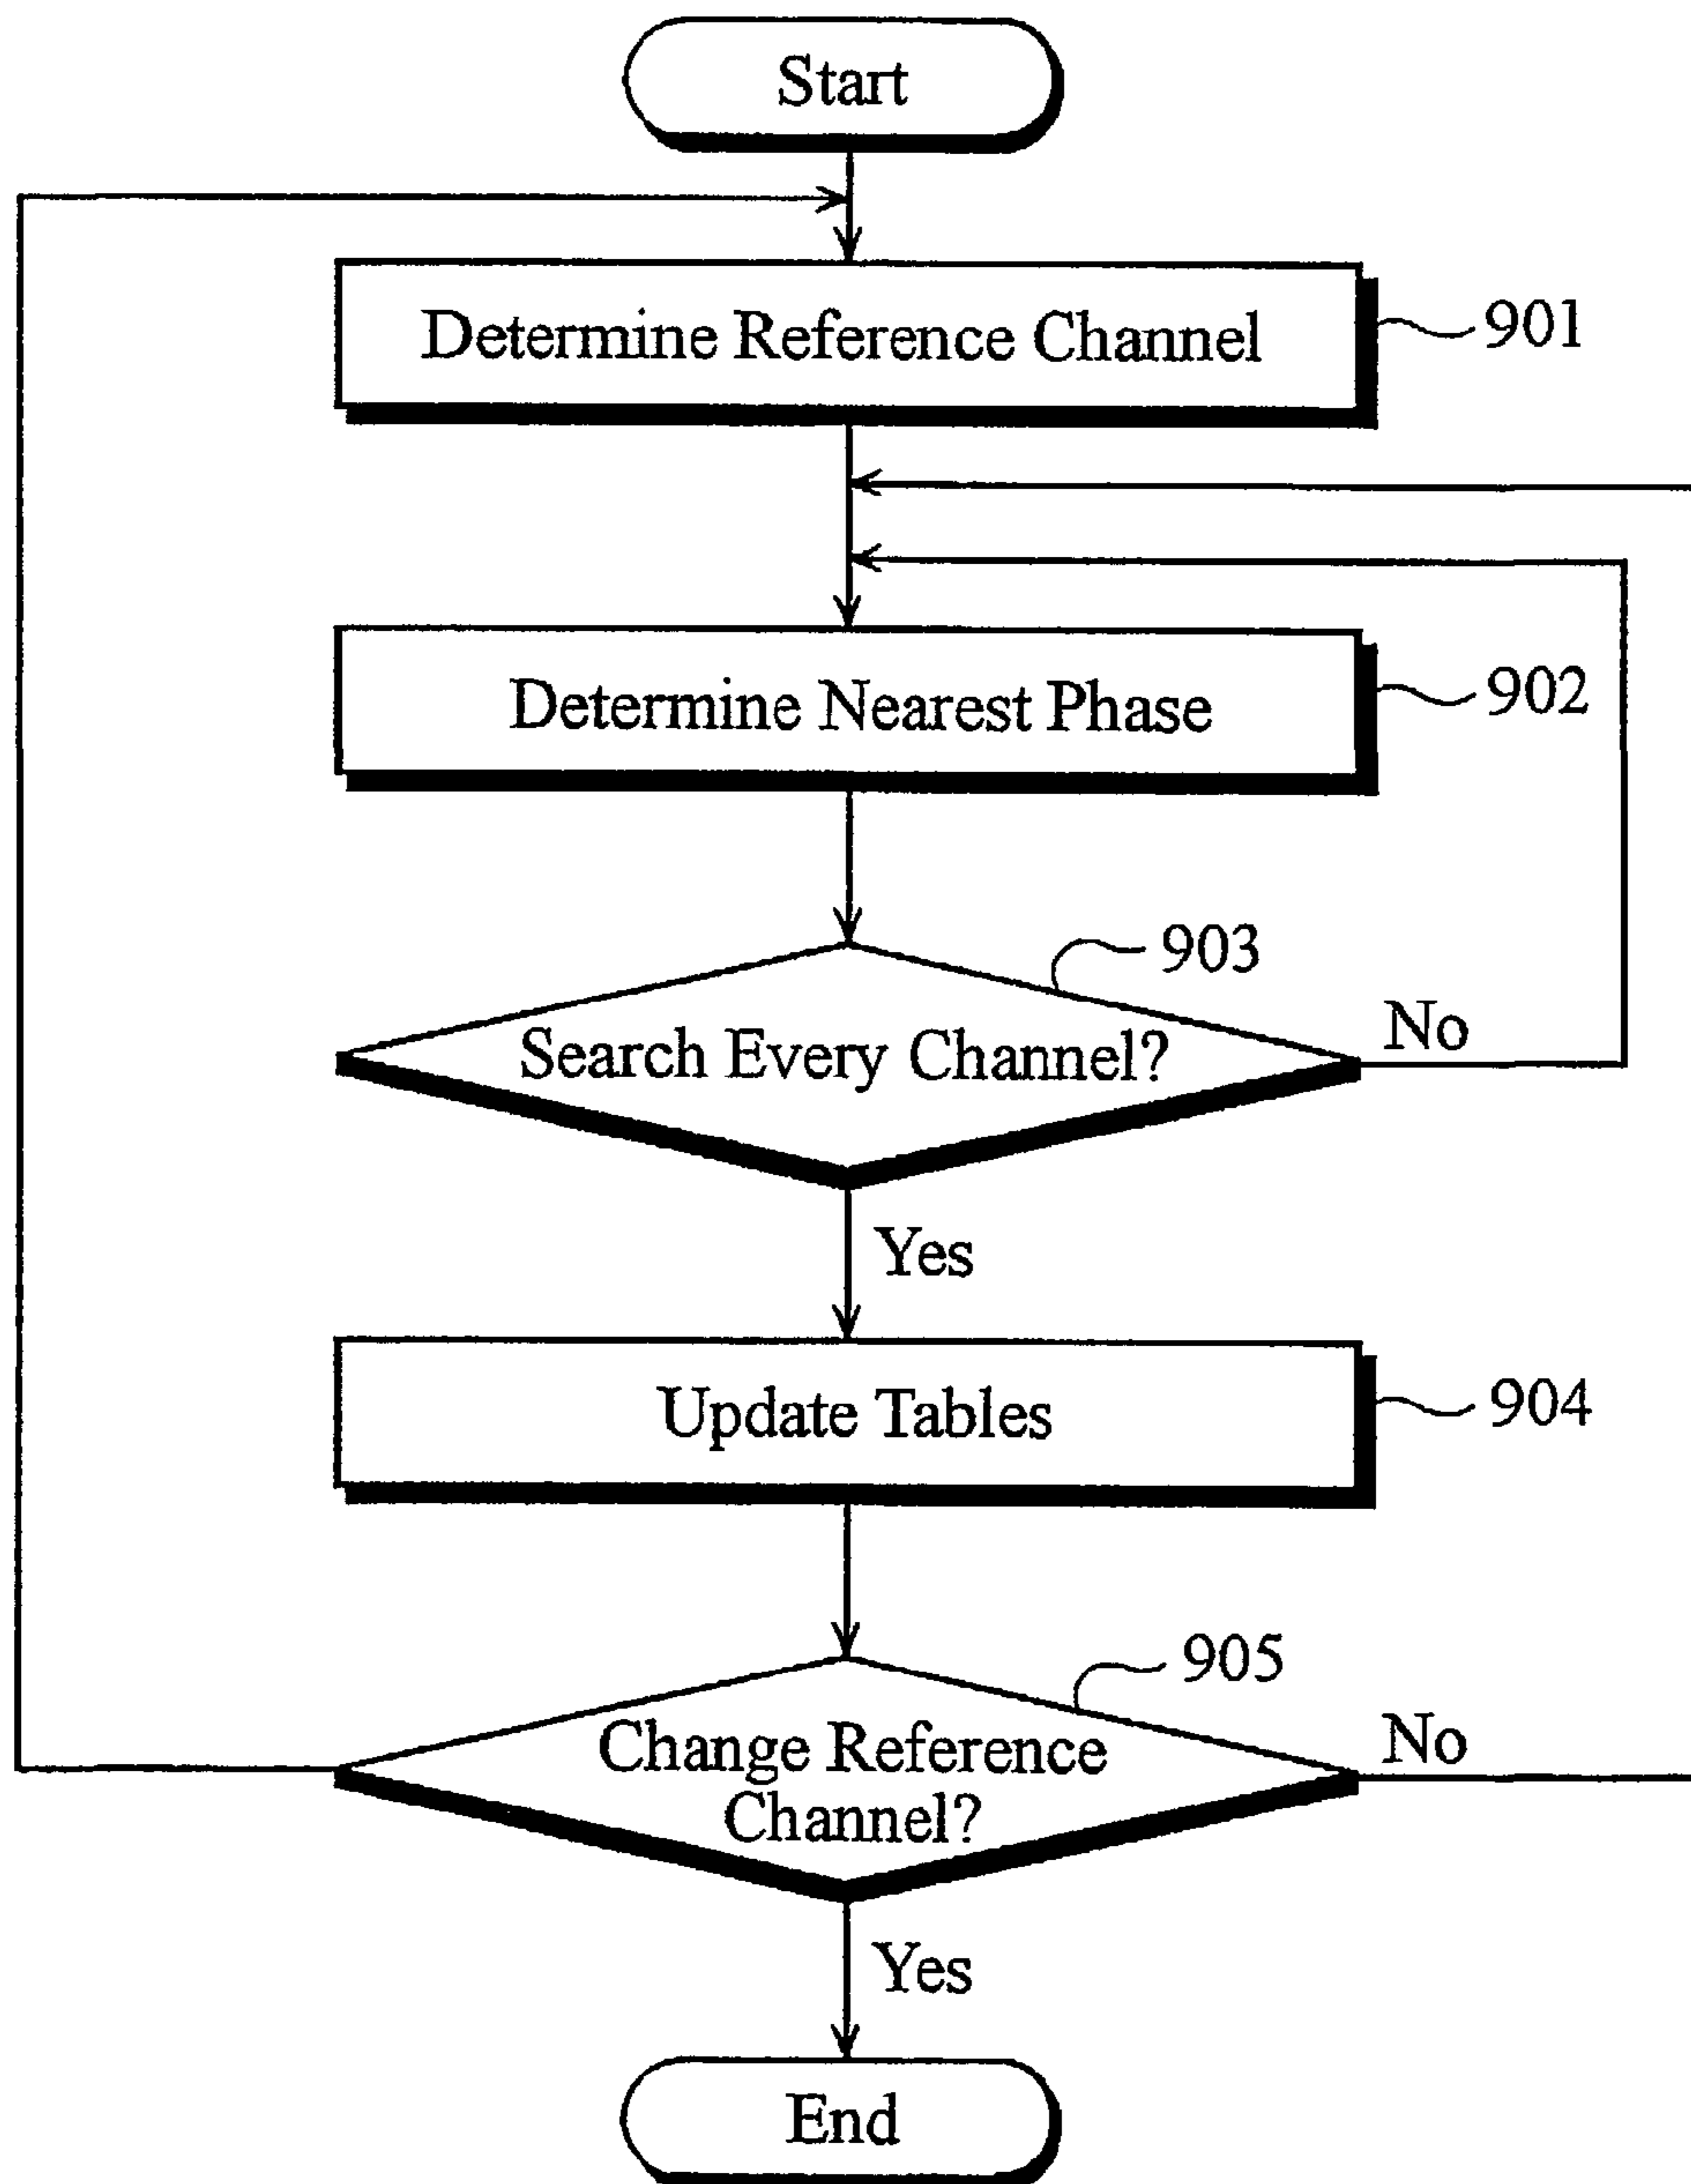 Start
Determine Reference Channel
901
Determine Nearest Phase
902
903
Search Every Channel?
No
Yes
Update Tables
904
905
Change Reference
Channel?
No
Yes
End